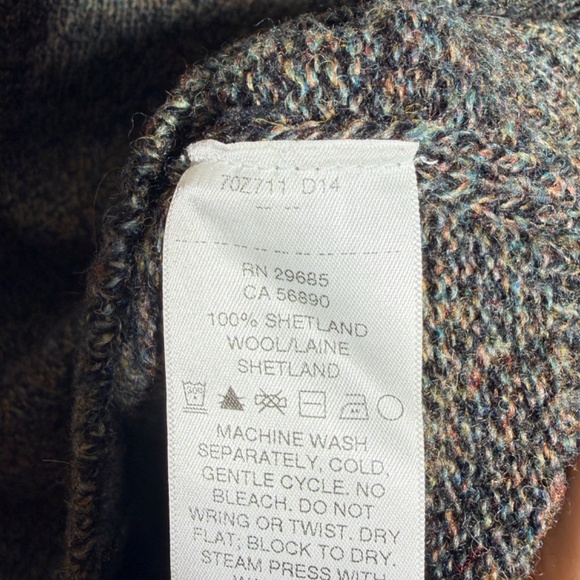 70Z711 D14
RN 29685
CA 56890
100% SHETLAND
WOOL/LAINE
SHETLAND
MACHINE WASH
SEPARATELY, COLD,
GENTLE CYCLE. NO
BLEACH. DO NOT
WRING OR TWIST. DRY
FLAT; BLOCK TO DRY.
STEAM PRESS WITH